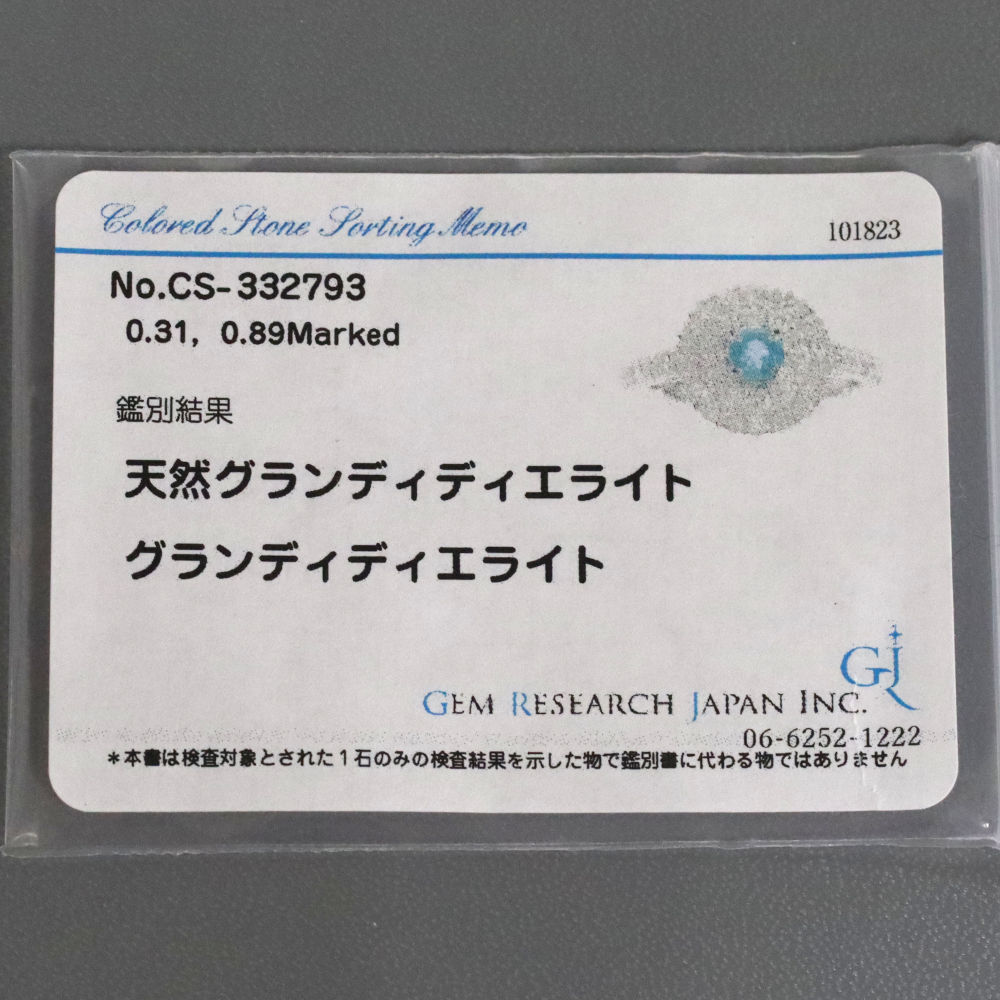 Colored Stone Sorting Memo
101823
No.CS-332793
0.31, 0.89Marked
鑑別結果
天然グランディディエライト
グランディディエライト
GJ
GEM RESEARCH JAPAN INC.
06-6252-1222
*本書は検査対象とされた1石のみの検査結果を示した物で鑑別書に代わる物ではありません